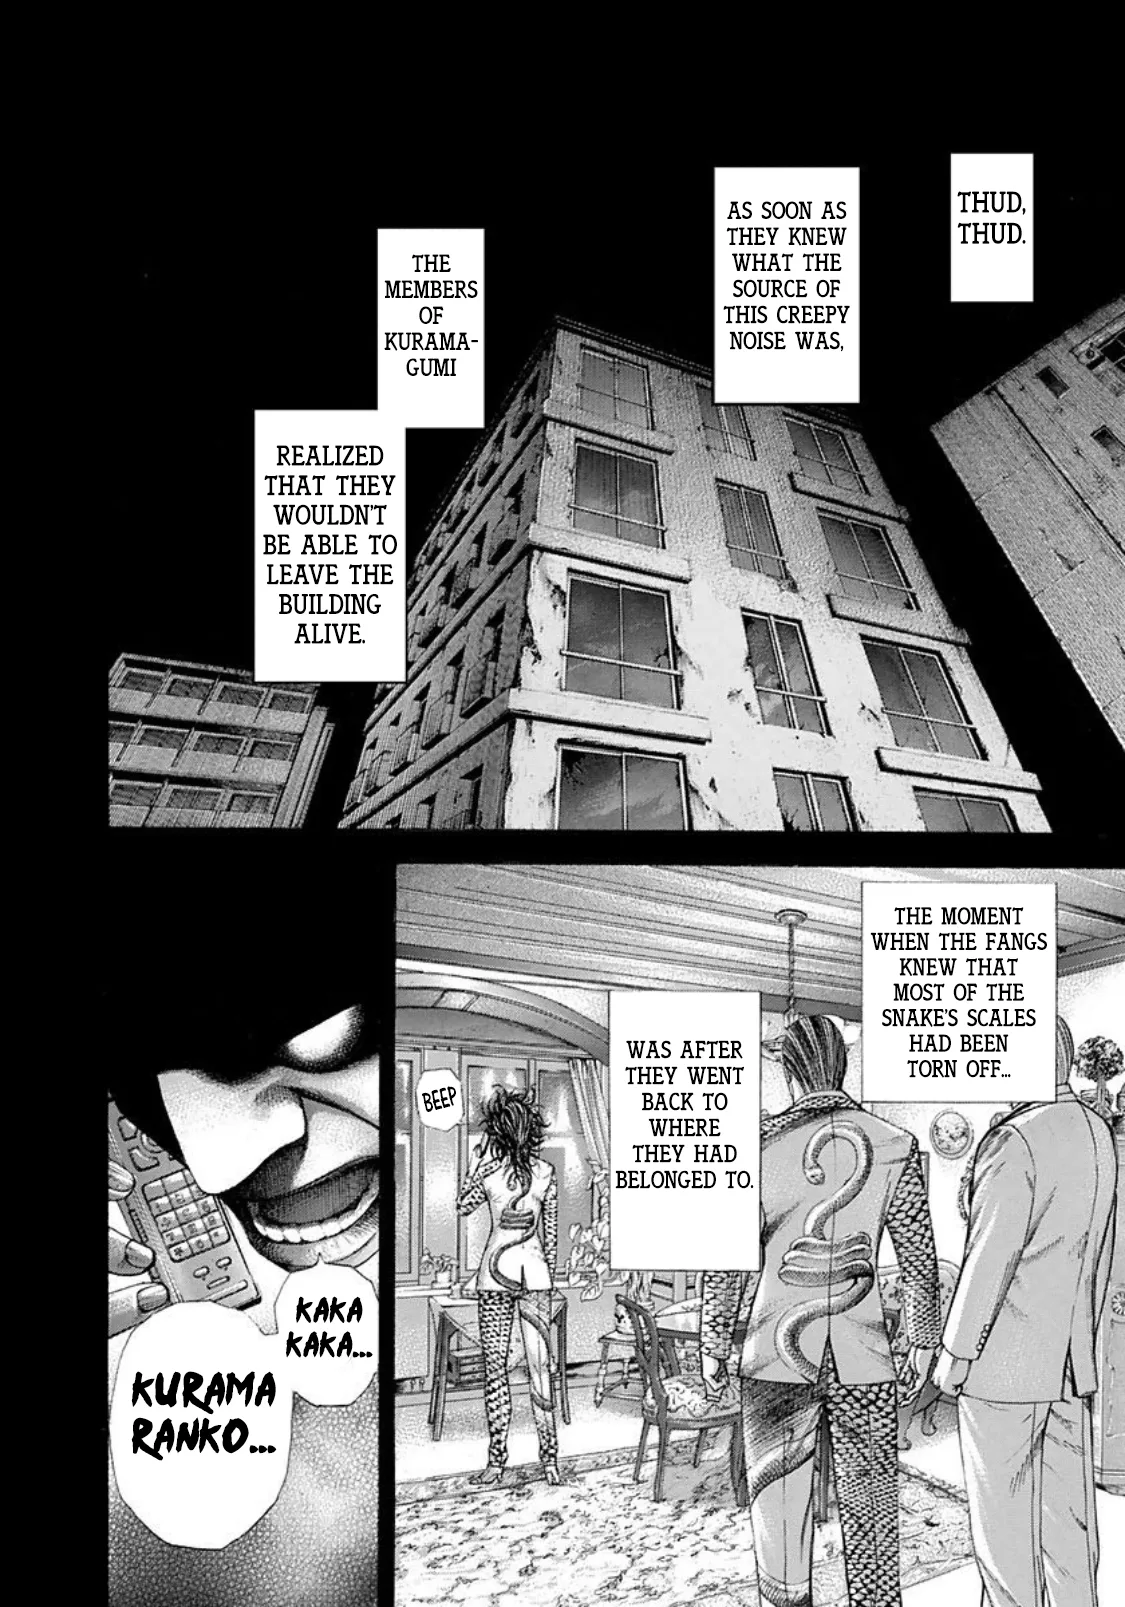 THUD,
THUD.
AS SOON AS
THEY KNEW
WHAT THE
SOURCE OF
THIS CREEPY
NOISE WAS,
THE
MEMBERS
OF
KURAMA-
GUMI
REALIZED
THAT THEY
WOULDN'T
BE ABLE TO
LEAVE THE
BUILDING
ALIVE.
THE MOMENT
WHEN THE FANGS
KNEW THAT
MOST OF THE
SNAKE'S SCALES
HAD BEEN
TORN OFF...
WAS AFTER
THEY WENT
BACK TO
WHERE
THEY HAD
BELONGED TO.
BEEP
KAKA
KAKA...
KURAMA
RANKO...